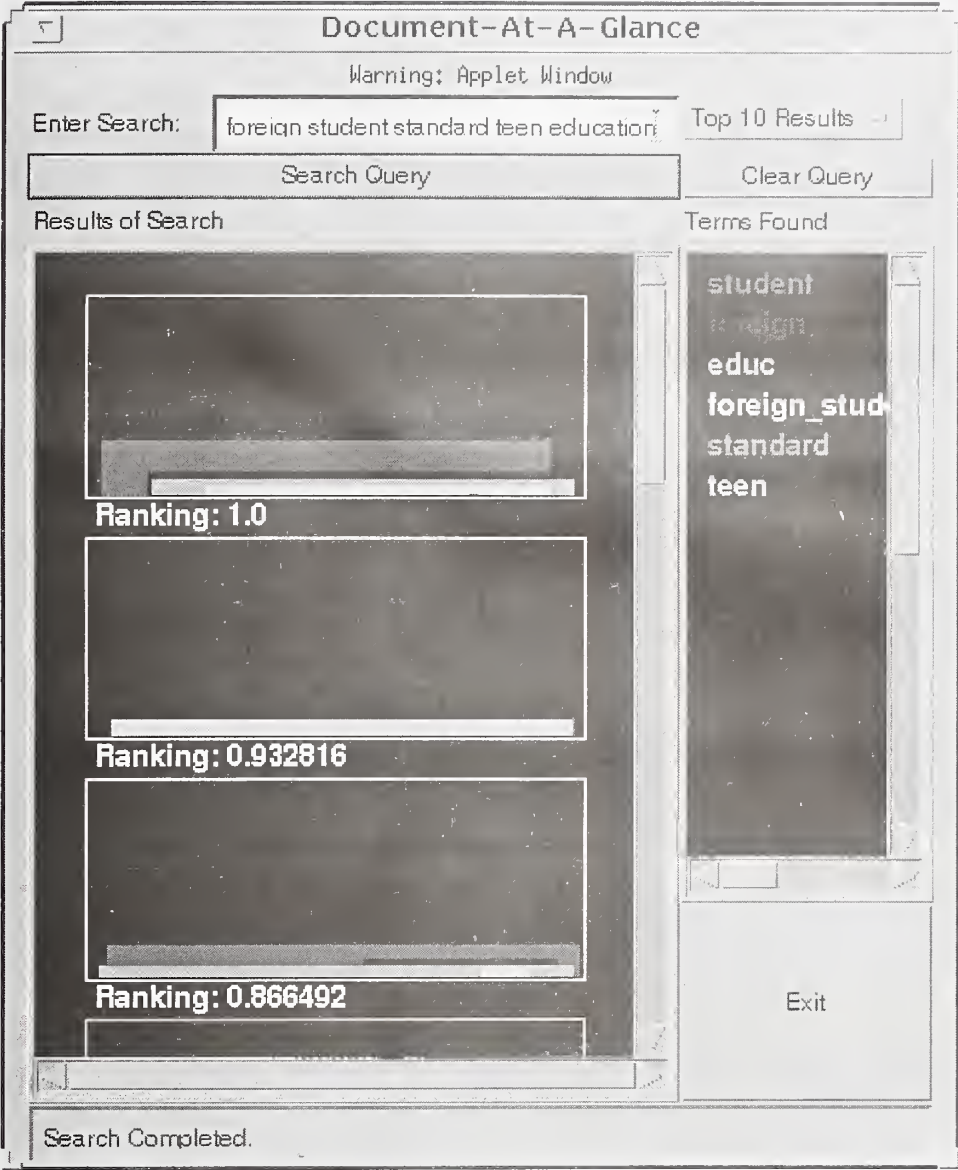 Document-At-A-Glance
Warning: Applet Window
Enter Search:
foreign student standard teen education
Top 10 Results
Search Query
Clear Query
Results of Search
Terms Found
student
educ
foreign_stud
standard
teen
Ranking: 1.0
Ranking: 0.932816
Ranking: 0.866492
Exit
Search Completed.